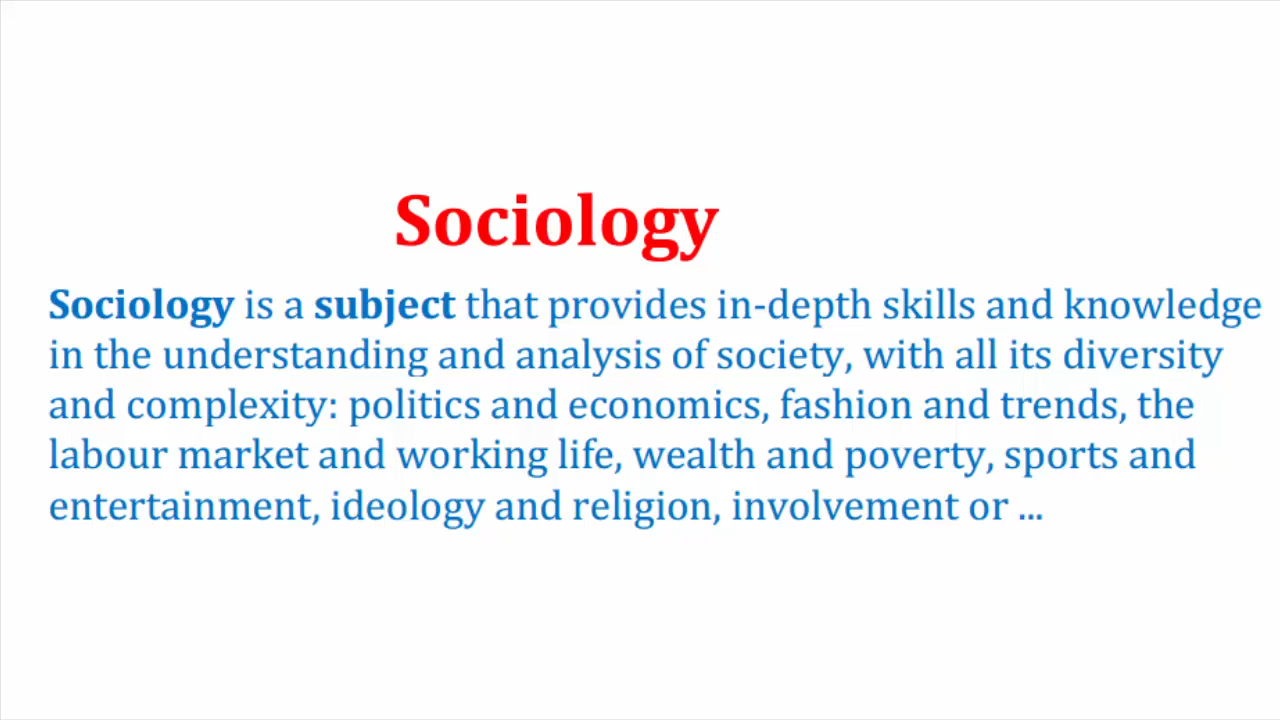 Sociology
Sociology is a subject that provides in-depth skills and knowledge
in the understanding and analysis of society, with all its diversity
and complexity: politics and economics, fashion and trends, the
labour market and working life, wealth and poverty, sports and
entertainment, ideology and religion, involvement or ...